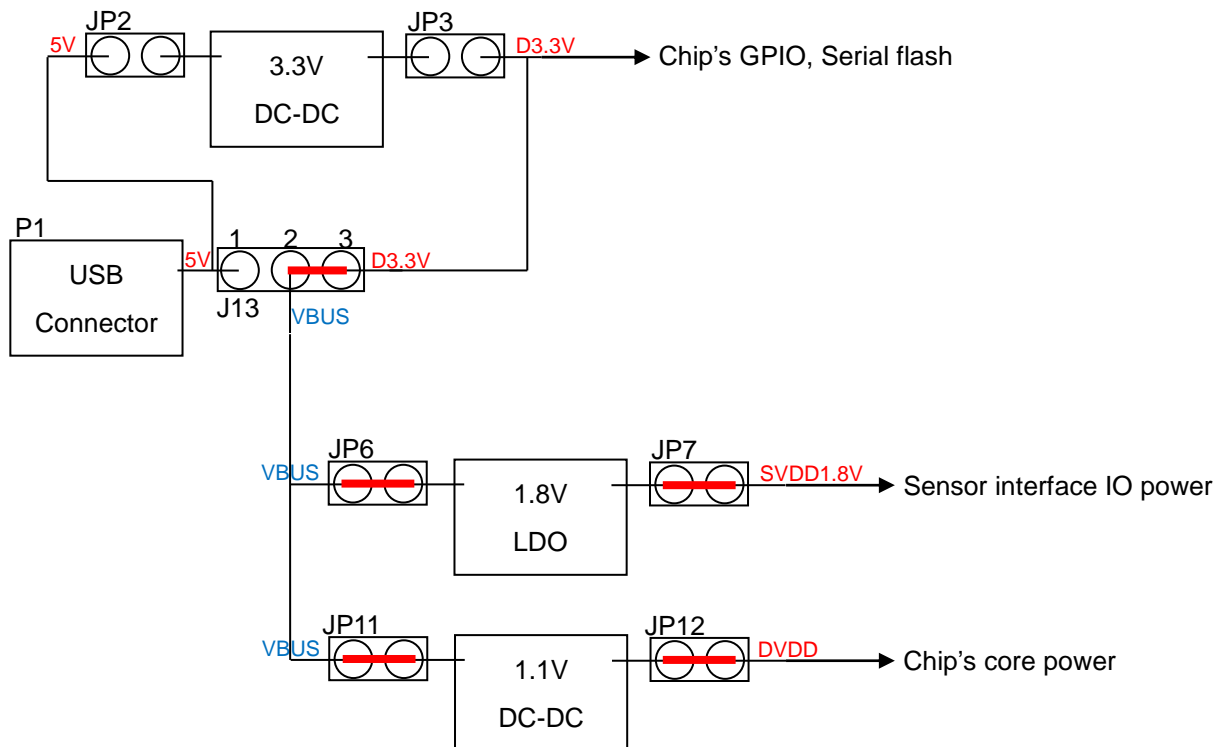 JP2
JP3
5V
D3.3V
Chip's GPIO, Serial flash
3.3V
DC-DC
P1
1 2 3
5V
D3.3V
USB
Connector
J13
VBUS
JP6
JP7
VBUS
SVDD1.8V
Sensor interface IO power
1.8V
LDO
JP11
JP12
VBUS
DVDD
Chip's core power
1.1V
DC-DC